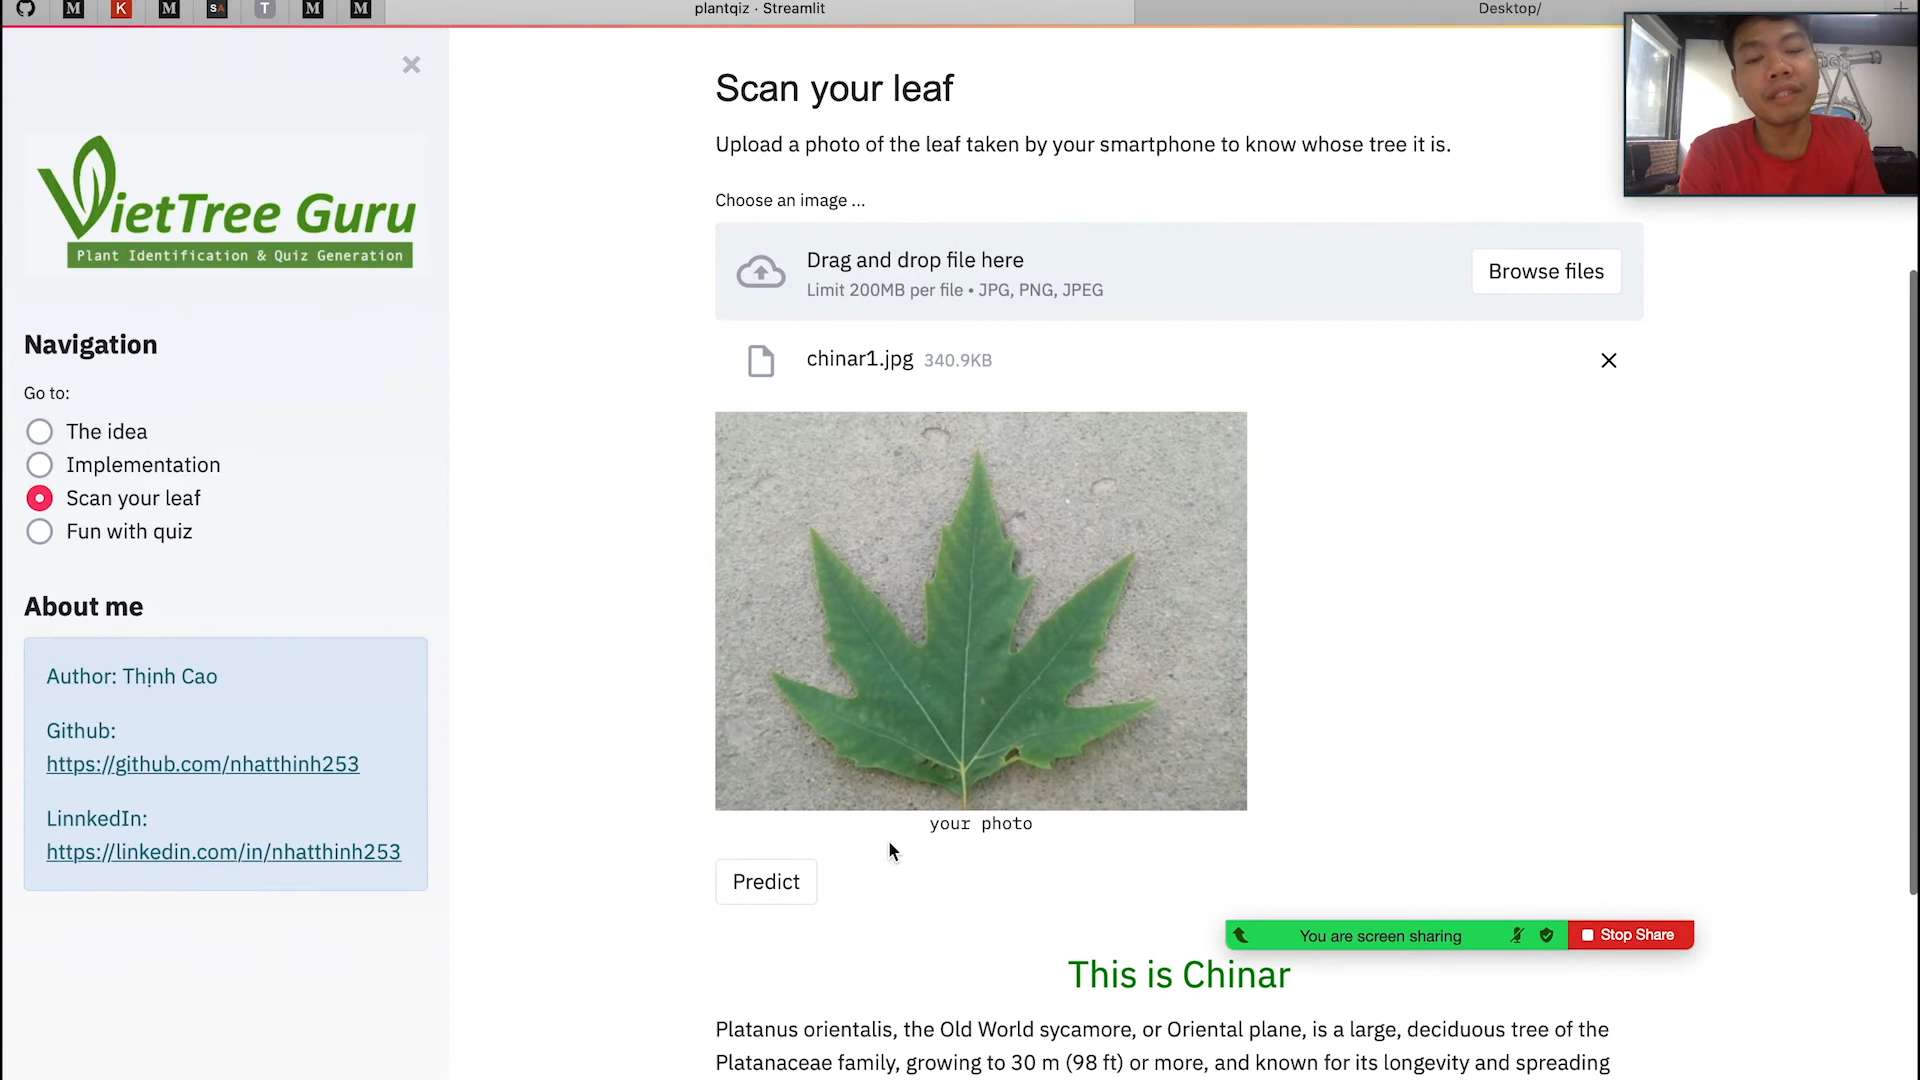 plantqiz · Streamlit
Desktop/
M
K
M
SA
T
M
M
VietTree Guru
Plant Identification & Quiz Generation
Navigation
Go to:
The idea
Implementation
Scan your leaf
Fun with quiz
About me
Author: Thịnh Cao
Github:
https://github.com/nhatthinh253
LinnkedIn:
https://linkedin.com/in/nhatthinh253
Scan your leaf
Upload a photo of the leaf taken by your smartphone to know whose tree it is.
Choose an image ...
Drag and drop file here
Limit 200MB per file • JPG, PNG, JPEG
Browse files
chinar1.jpg 340.9KB
your photo
Predict
You are screen sharing
Stop Share
This is Chinar
Platanus orientalis, the Old World sycamore, or Oriental plane, is a large, deciduous tree of the
Platanaceae family, growing to 30 m (98 ft) or more, and known for its longevity and spreading